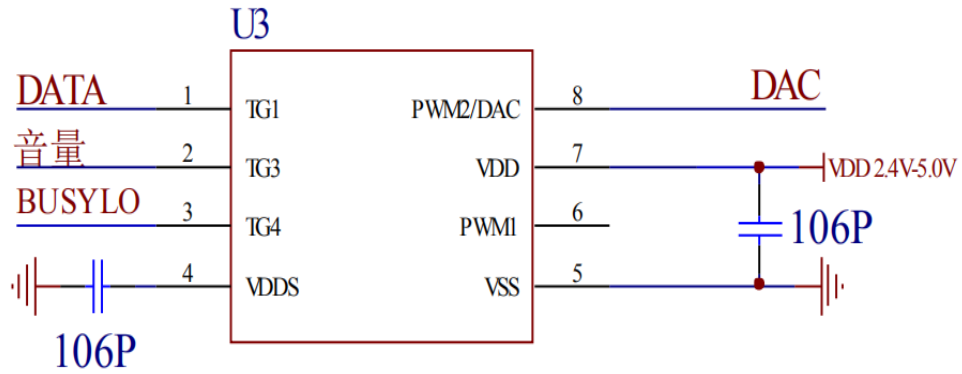 U3
DATA 1 TG1 PWM2/DAC 8 DAC
音量 2 TG3 VDD 7 VDD 2.4V-5.0V
BUSYLO 3 TG4 PWM1 6
4 VDDS VSS 5
106P
106P